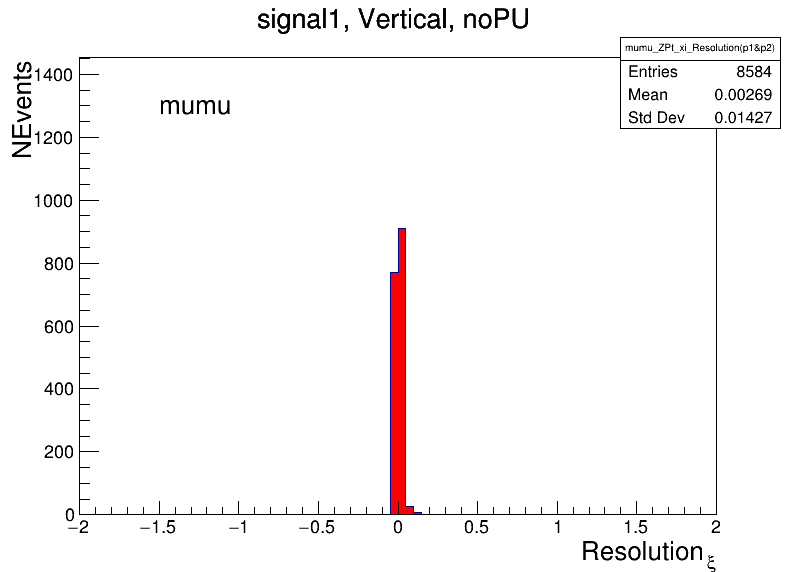 signal1, Vertical, noPU
mumu_ZPt_xi_Resolution(p1&p2)
Entries 8584
Mean 0.00269
Std Dev 0.01427
NEvents
mumu
1400
1200
1000
800
600
400
200
0
−2 −1.5 −1 −0.5 0 0.5 1 1.5 2
Resolution ξ